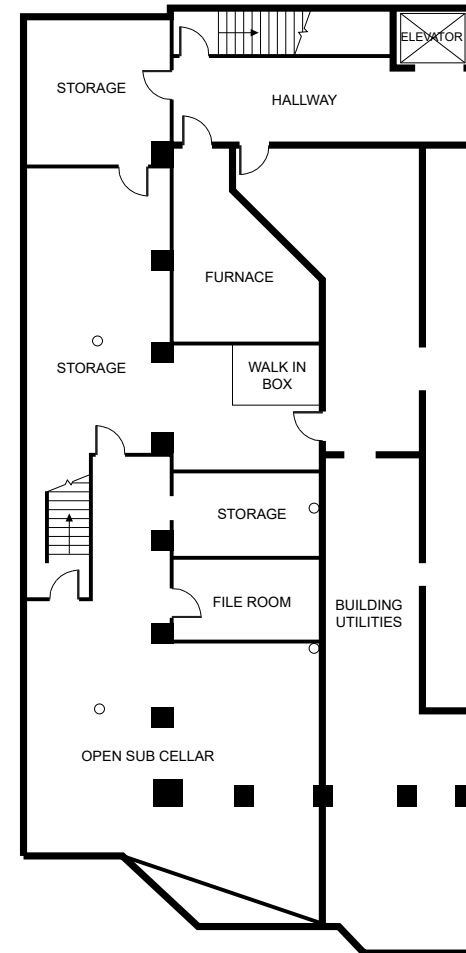 ELEVATOR
STORAGE
HALLWAY
FURNACE
STORAGE
WALK IN
BOX
STORAGE
FILE ROOM
BUILDING
UTILITIES
OPEN SUB CELLAR